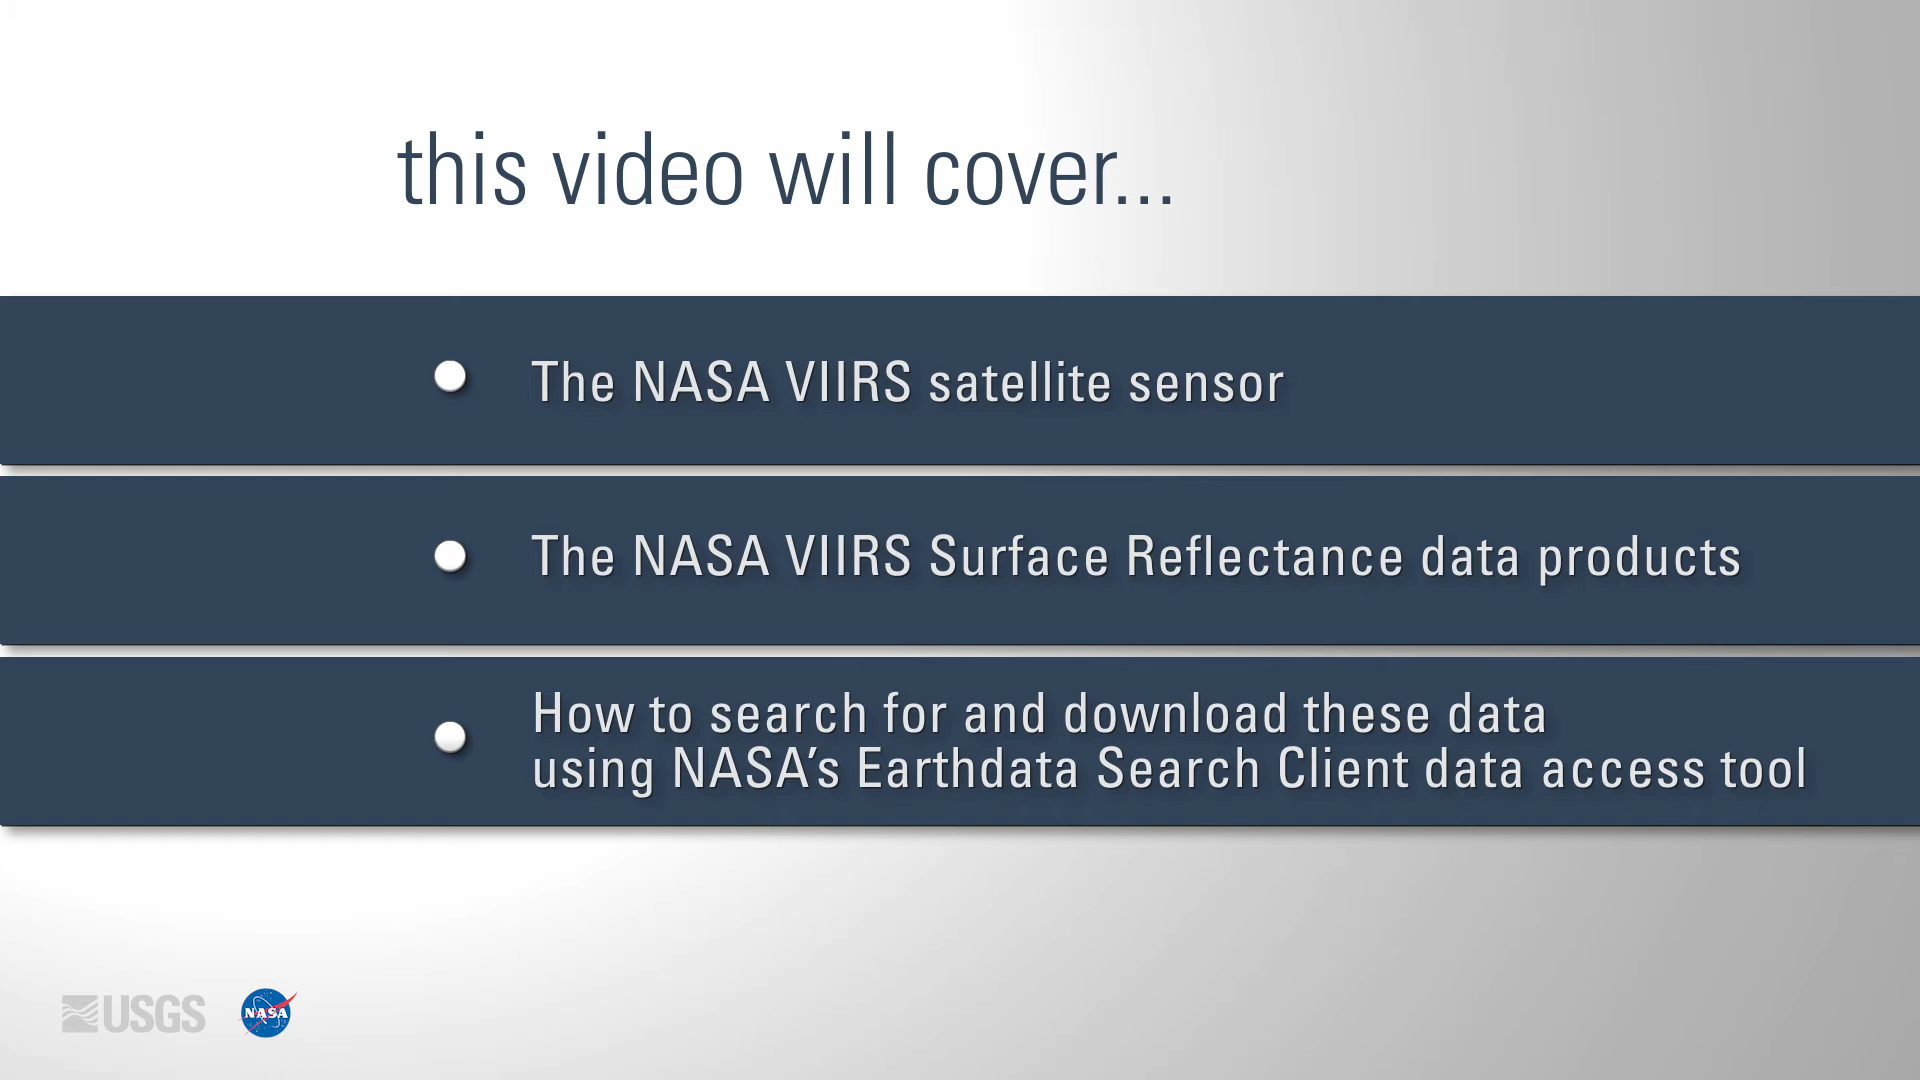 this video will cover...
The NASA VIIRS satellite sensor
The NASA VIIRS Surface Reflectance data products
How to search for and download these data
using NASA’s Earthdata Search Client data access tool
USGS
NASA